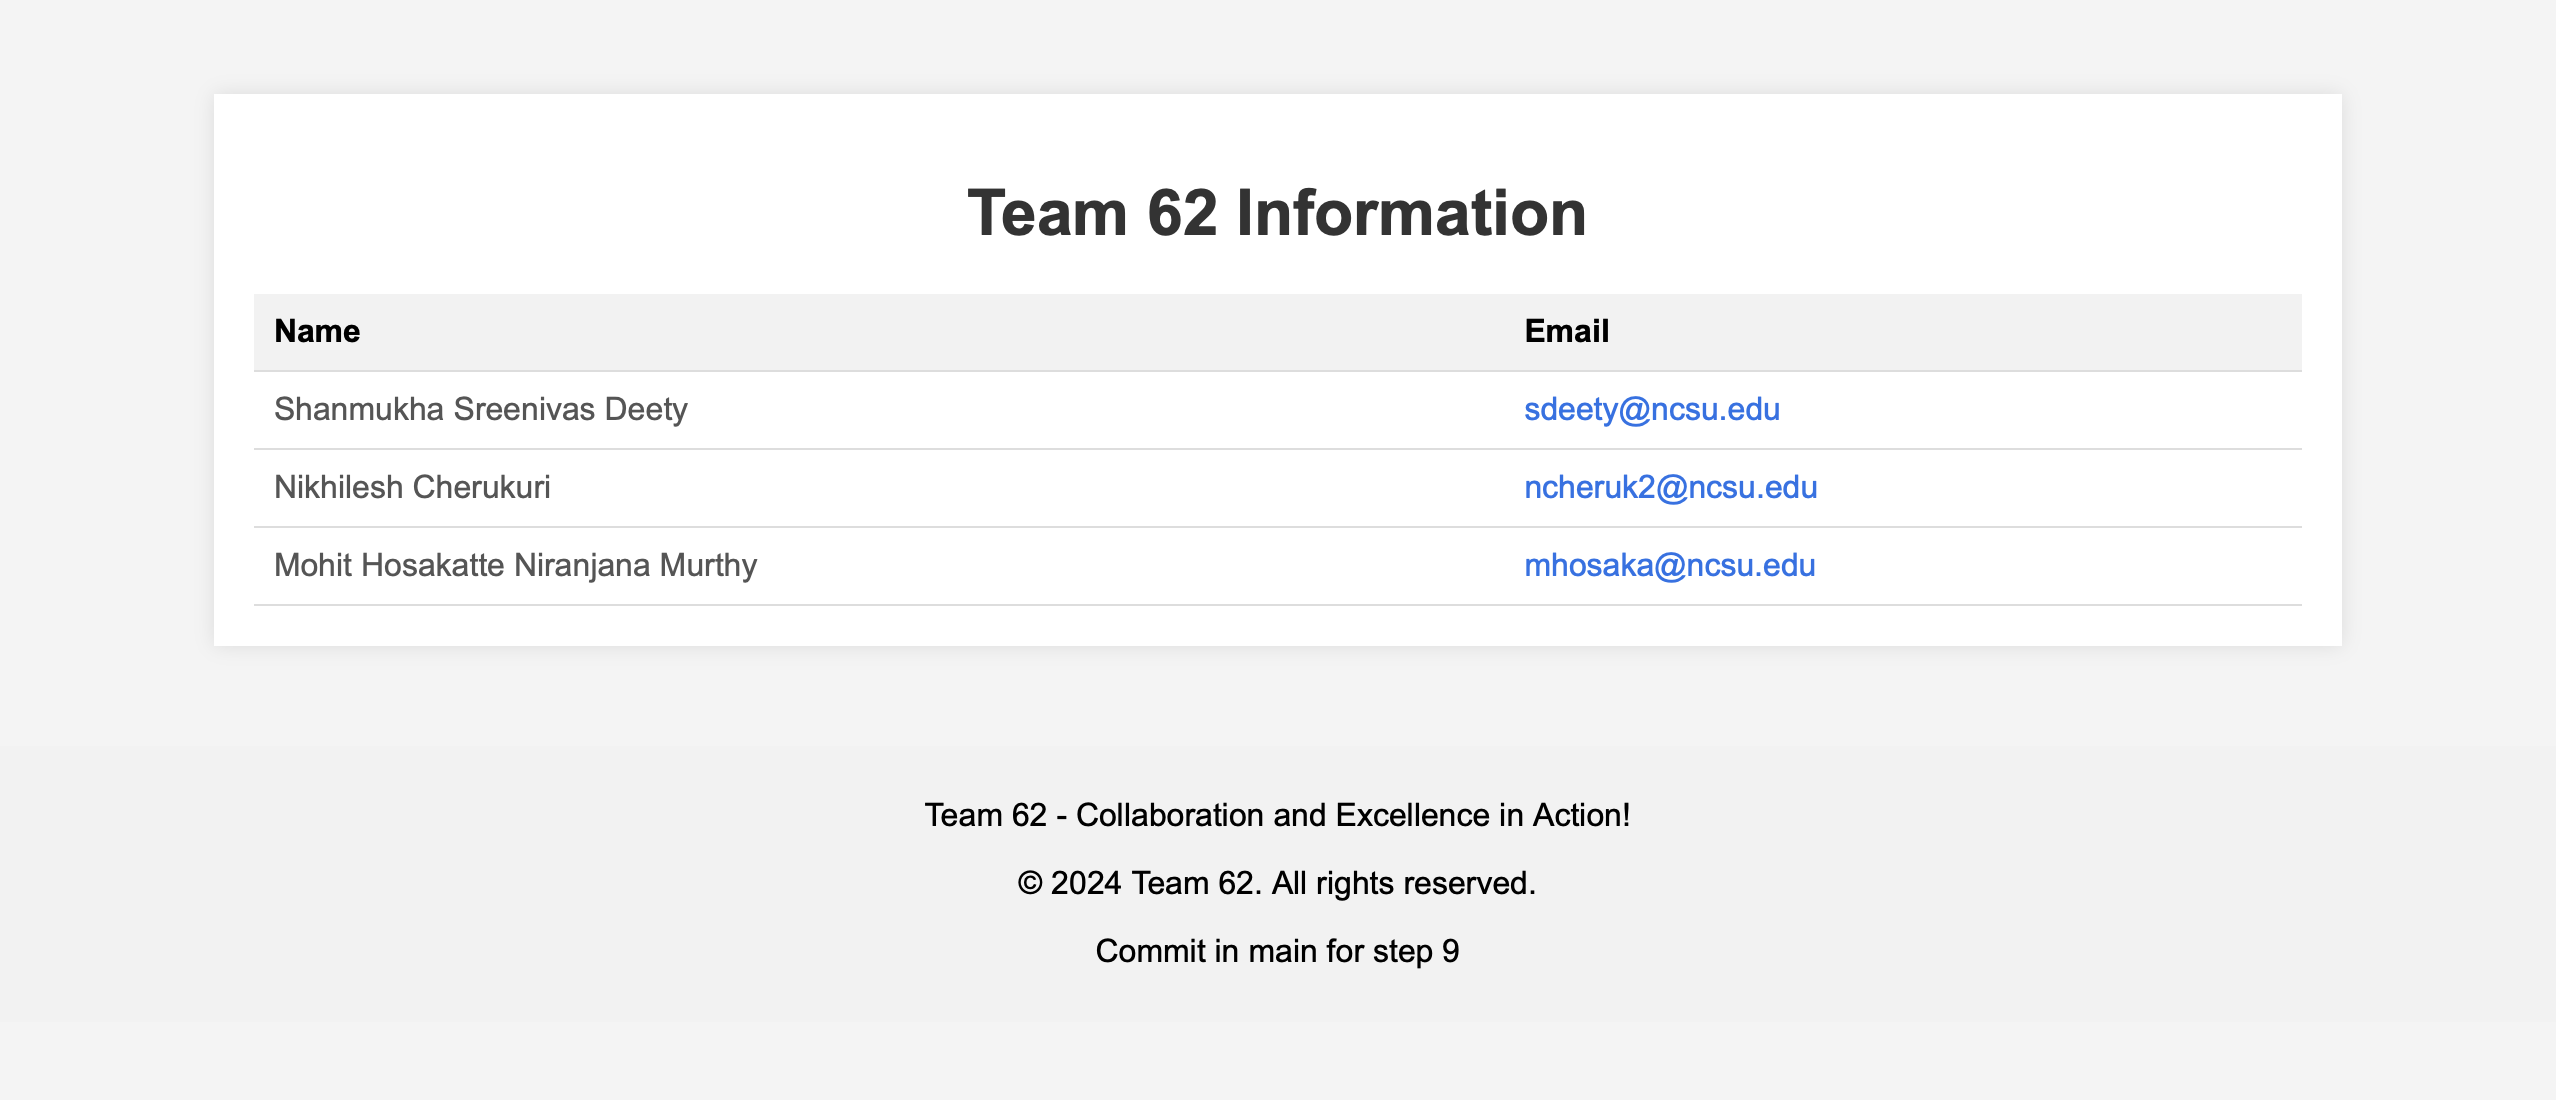 Team 62 Information
Name Email
Shanmukha Sreenivas Deety sdeety@ncsu.edu
Nikhilesh Cherukuri ncheruk2@ncsu.edu
Mohit Hosakatte Niranjana Murthy mhosaka@ncsu.edu
Team 62 - Collaboration and Excellence in Action!
© 2024 Team 62. All rights reserved.
Commit in main for step 9